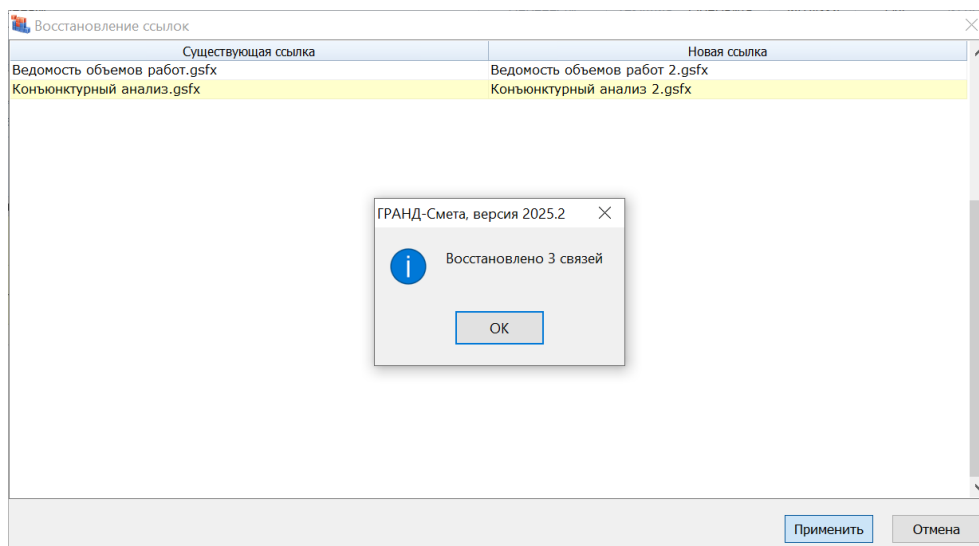 Восстановление ссылок
Существующая ссылка Новая ссылка
Ведомость объемов работ.gsfx Ведомость объемов работ 2.gsfx
Конъюнктурный анализ.gsfx Конъюнктурный анализ 2.gsfx
ГРАНД-Смета, версия 2025.2
Восстановлено 3 связей
ОК
Применить Отмена